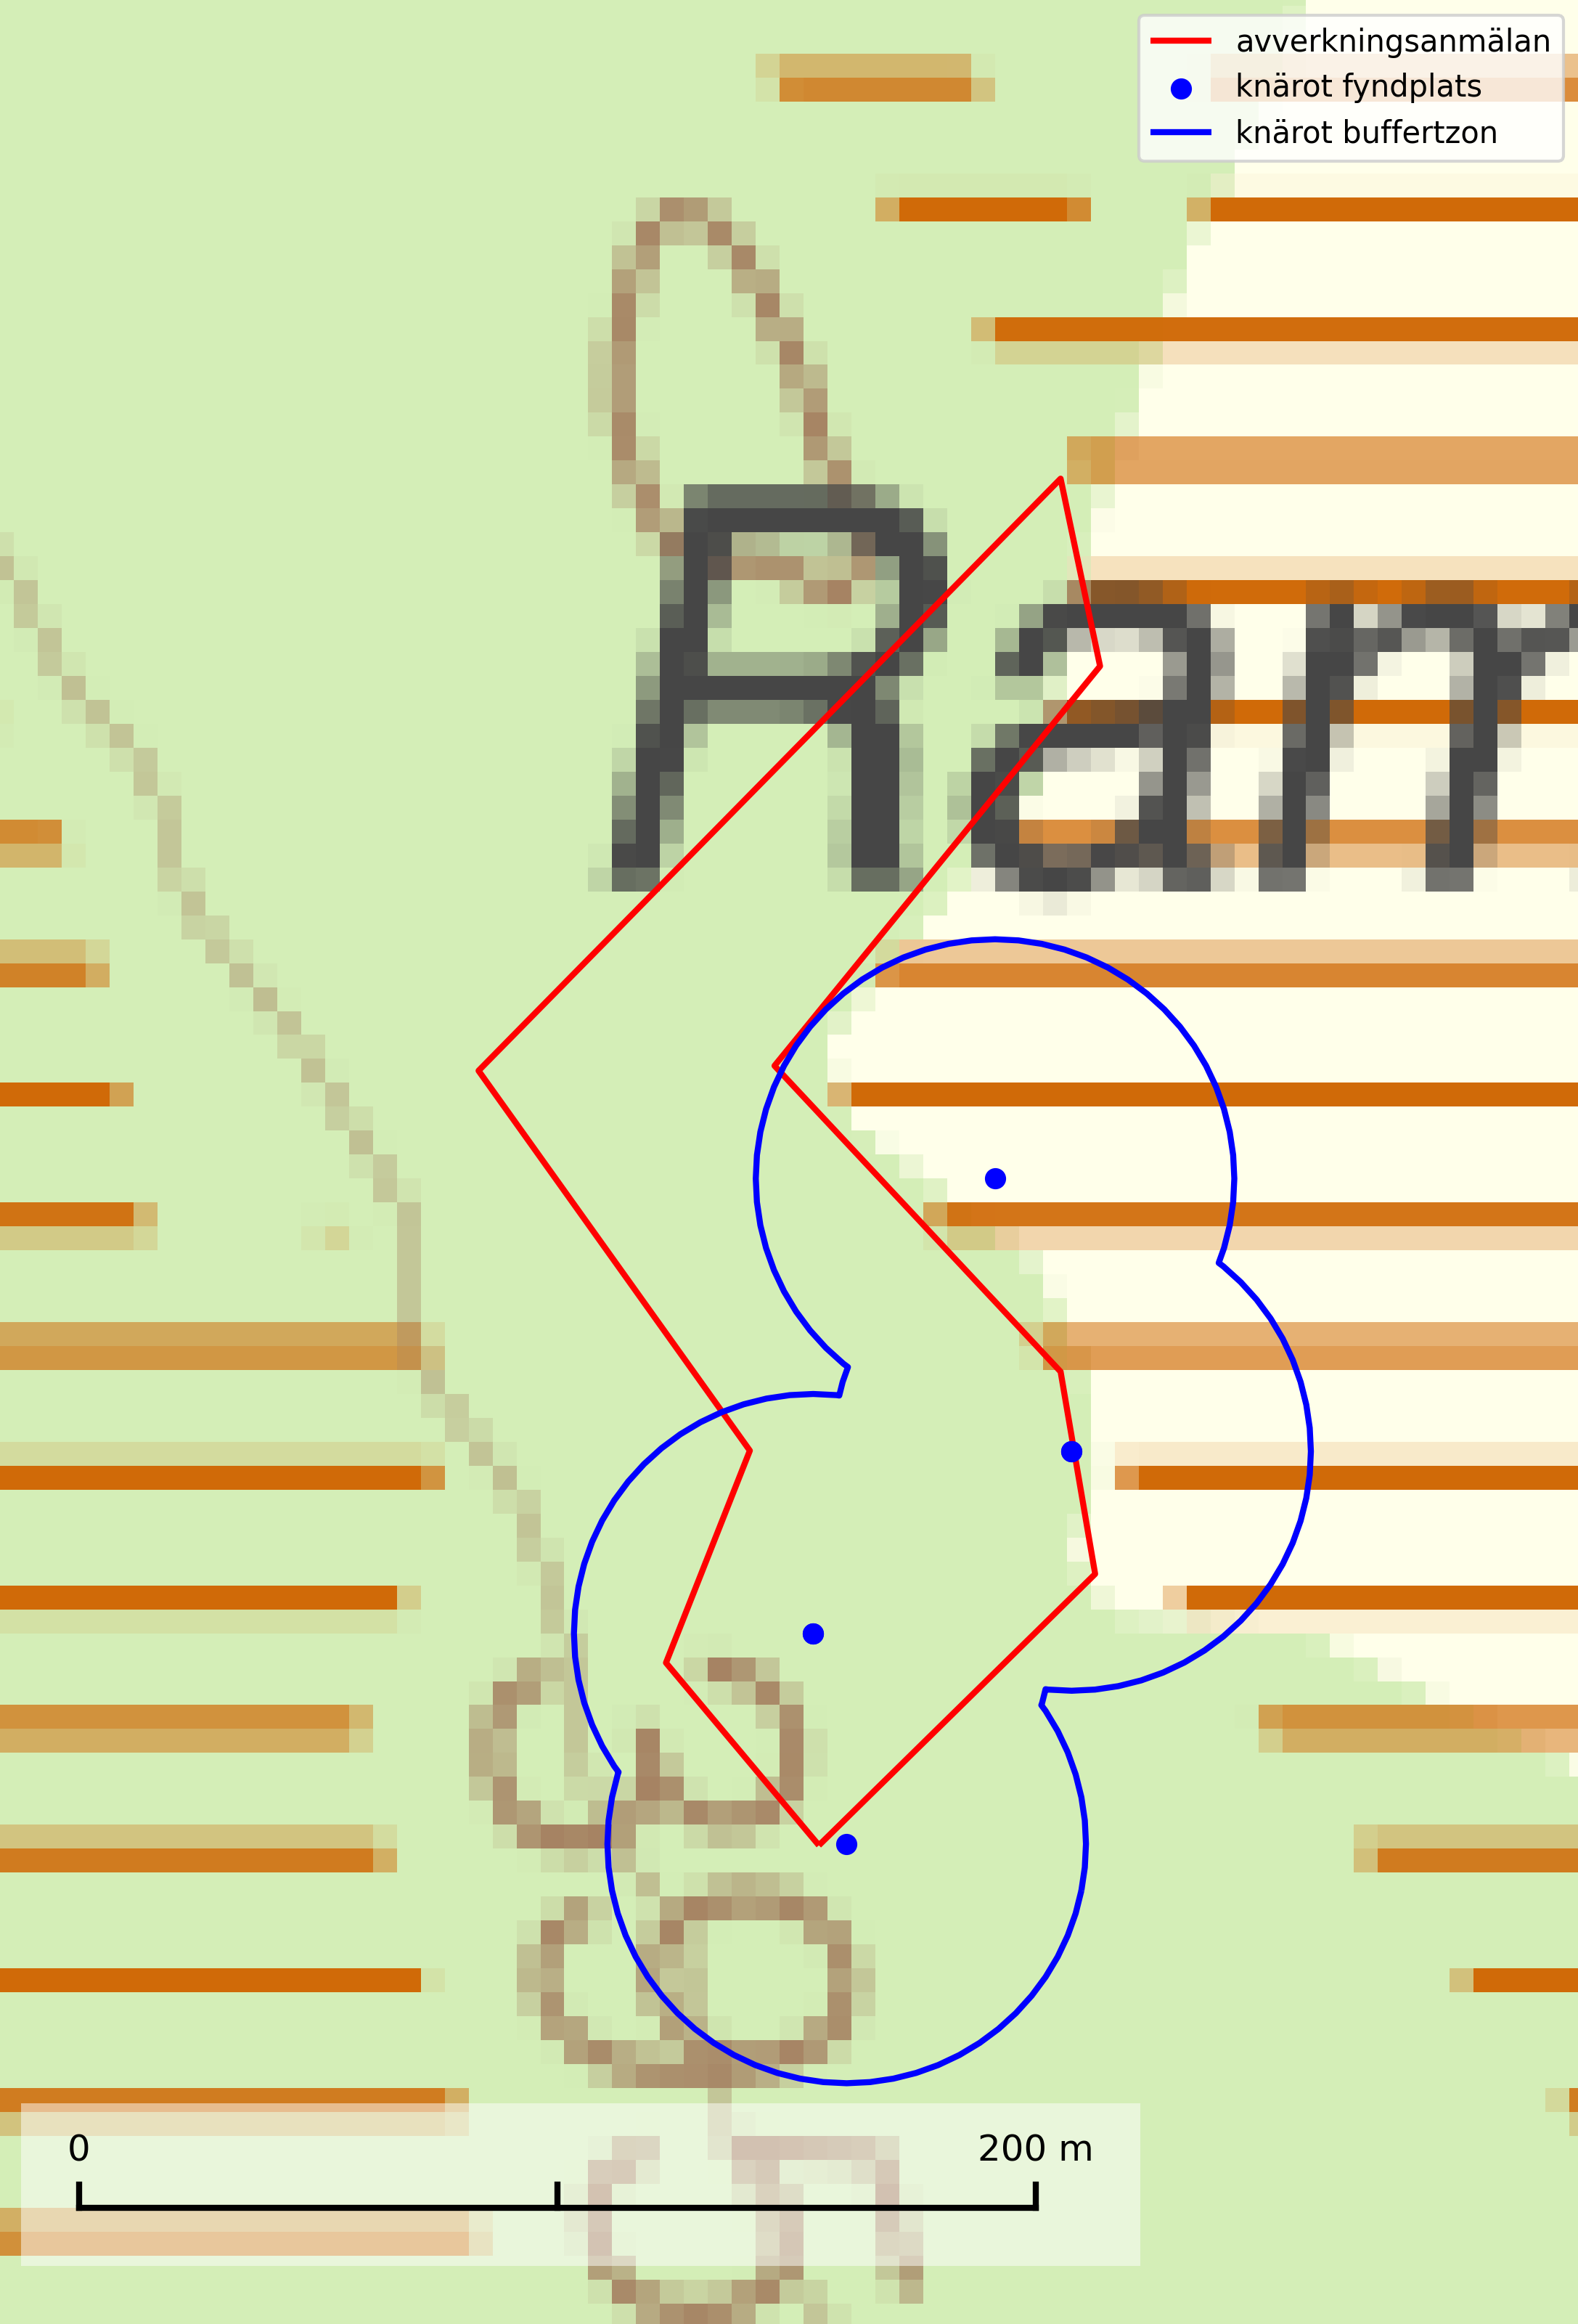 avverkningsanmälan
knärot fyndplats
knärot buffertzon
0
200 m